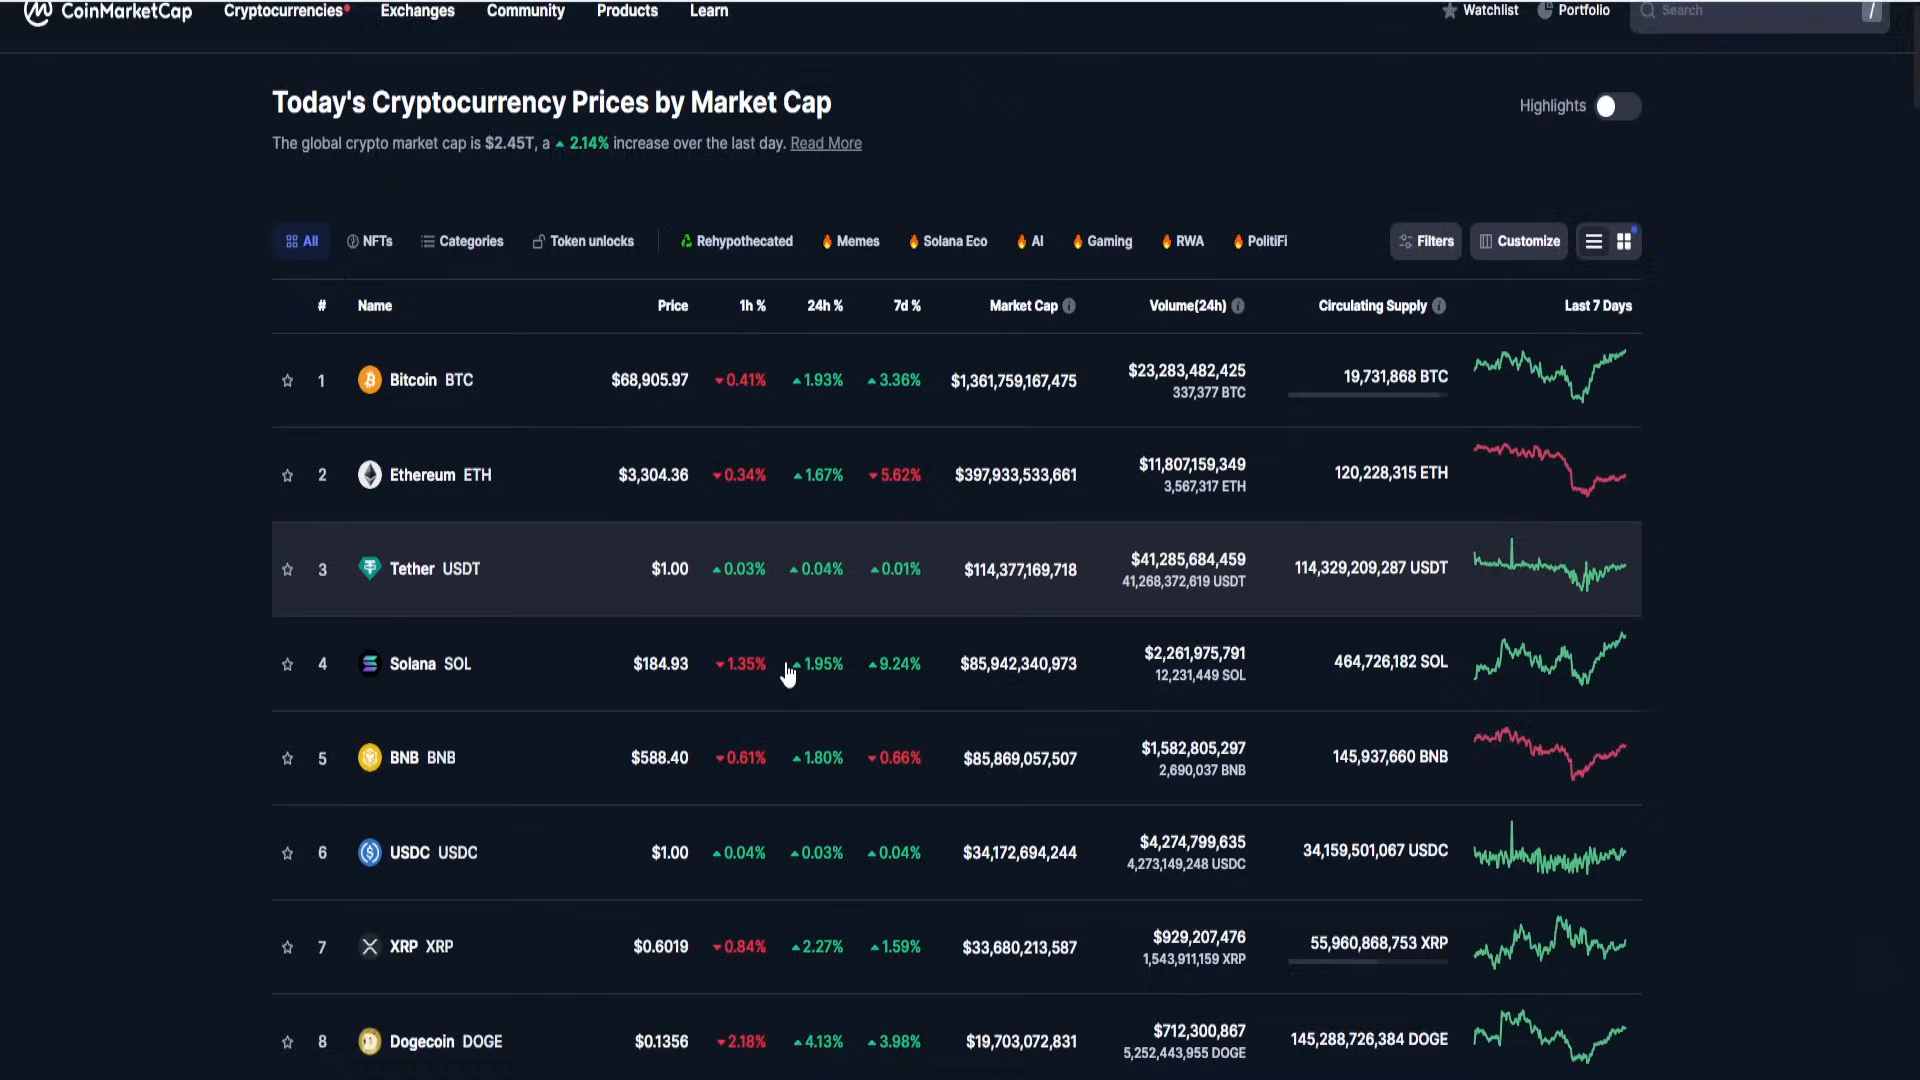 CoinMarketCap Cryptocurrencies Exchanges Community Products Learn Watchlist Portfolio Search /
Today's Cryptocurrency Prices by Market Cap Highlights
The global crypto market cap is $2.45T, a 2.14% increase over the last day. Read More
All NFTs Categories Token unlocks Rehypothecated Memes Solana Eco AI Gaming RWA PolitiFi Filters Customize
# Name Price 1h % 24h % 7d % Market Cap Volume(24h) Circulating Supply Last 7 Days
1 Bitcoin BTC $68,905.97 0.41% 1.93% 3.36% $1,361,759,167,475 $23,283,482,425 19,731,868 BTC
337,377 BTC
2 Ethereum ETH $3,304.36 0.34% 1.67% 5.62% $397,933,533,661 $11,807,159,349 120,228,315 ETH
3,567,317 ETH
3 Tether USDT $1.00 0.03% 0.04% 0.01% $114,377,169,718 $41,285,684,459 114,329,209,287 USDT
41,268,372,619 USDT
4 Solana SOL $184.93 1.35% 1.95% 9.24% $85,942,340,973 $2,261,975,791 464,726,182 SOL
12,231,449 SOL
5 BNB BNB $588.40 0.61% 1.80% 0.66% $85,869,057,507 $1,582,805,297 145,937,660 BNB
2,690,037 BNB
6 USDC USDC $1.00 0.04% 0.03% 0.04% $34,172,694,244 $4,274,799,635 34,159,501,067 USDC
4,273,149,248 USDC
7 XRP XRP $0.6019 0.84% 2.27% 1.59% $33,680,213,587 $929,207,476 55,960,868,753 XRP
1,543,911,159 XRP
8 Dogecoin DOGE $0.1356 2.18% 4.13% 3.98% $19,703,072,831 $712,300,867 145,288,726,384 DOGE
5,252,443,955 DOGE